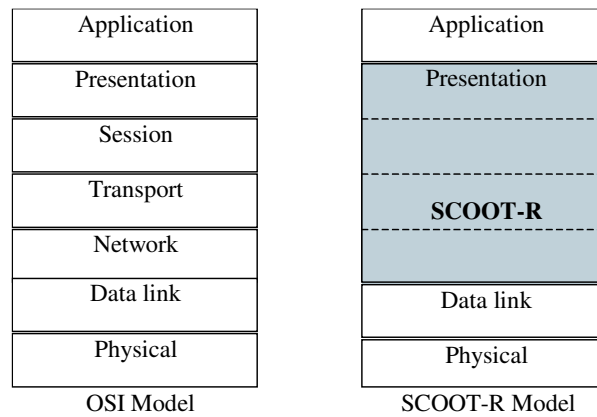 Application
Presentation
Session
Transport
Network
Data link
Physical
OSI Model
Application
Presentation
SCOOT-R
Data link
Physical
SCOOT-R Model